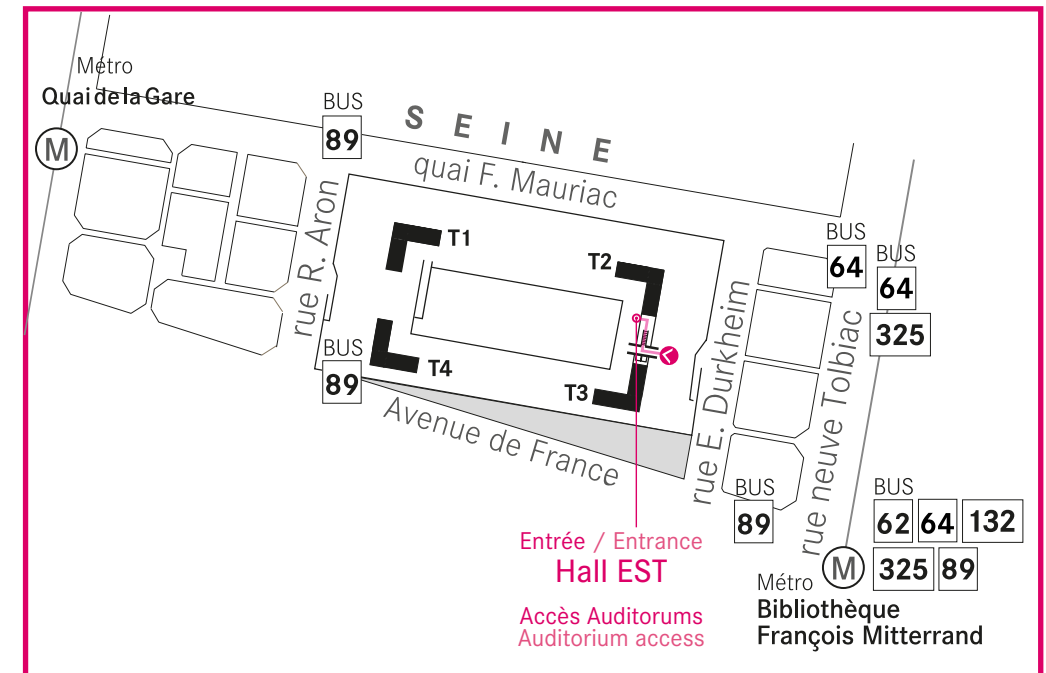 Métro
Quai de la Gare
M
BUS
89
SEINE
quai F. Mauriac
rue R. Aron
T1
T2
BUS
64
BUS
64
325
BUS
89
T4
T3
rue E. Durkheim
rue neuve Tolbiac
Avenue de France
BUS
89
BUS
62 64 132
325 89
M
Métro
Bibliothèque
François Mitterrand
Entrée / Entrance
Hall EST
Accès Auditorums
Auditorium access